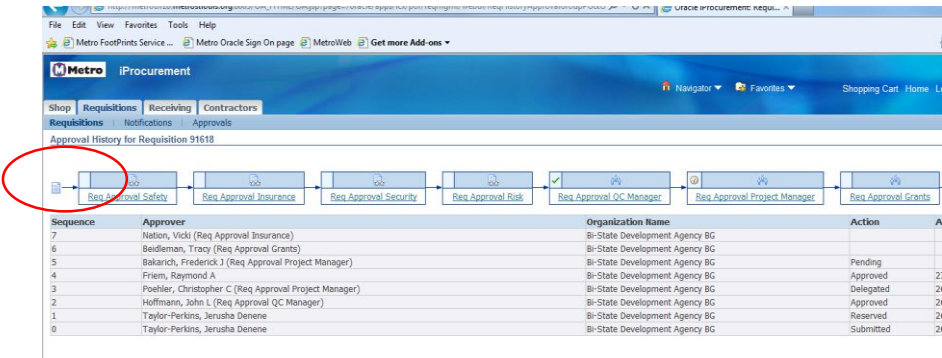 Oracle iProcurement: Requi...
File Edit View Favorites Tools Help
Metro FootPrints Service ... Metro Oracle Sign On page MetroWeb Get more Add-ons
Metro iProcurement
Navigator Favorites Shopping Cart Home
Shop Requisitions Receiving Contractors
Requisitions Notifications Approvals
Approval History for Requisition 91618
Req Approval Safety Req Approval Insurance Req Approval Security Req Approval Risk Req Approval QC Manager Req Approval Project Manager Req Approval Grants
Sequence Approver Organization Name Action
7 Nation, Vicki (Req Approval Insurance) Bi-State Development Agency BG
6 Beidleman, Tracy (Req Approval Grants) Bi-State Development Agency BG
5 Bakarich, Frederick J (Req Approval Project Manager) Bi-State Development Agency BG Pending
4 Friem, Raymond A Bi-State Development Agency BG Approved
3 Poehler, Christopher C (Req Approval Project Manager) Bi-State Development Agency BG Delegated
2 Hoffmann, John L (Req Approval QC Manager) Bi-State Development Agency BG Approved
1 Taylor-Perkins, Jerusha Denene Bi-State Development Agency BG Reserved
0 Taylor-Perkins, Jerusha Denene Bi-State Development Agency BG Submitted